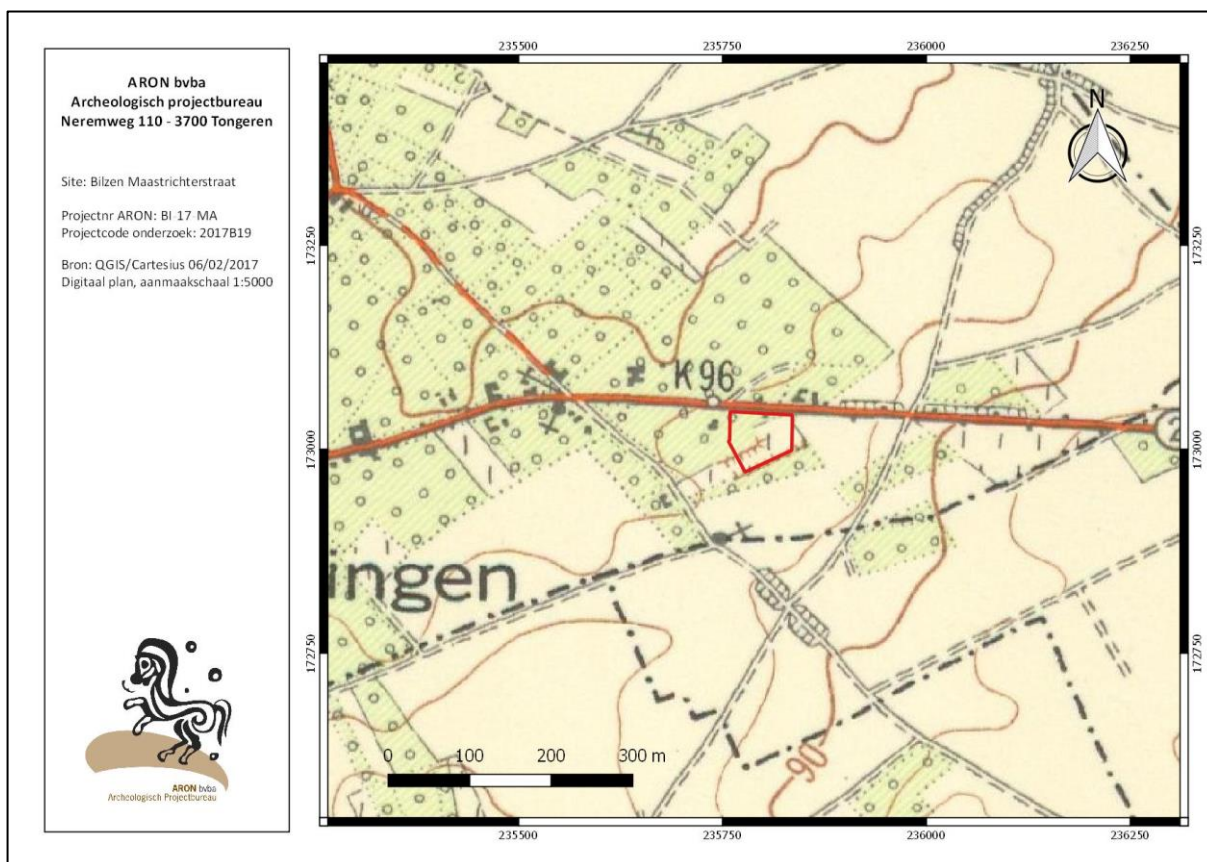 ARON bvba
Archeologisch projectbureau
Neremweg 110 - 3700 Tongeren
Site: Bilzen Maastrichterstraat
Projectnr ARON: BI-17-MA
Projectcode onderzoek: 2017B19
Bron: QGIS/Cartesius 06/02/2017
Digitaal plan, aanmaakschaal 1:5000
ARON bvba
Archeologisch Projectbureau
235500 235750 236000 236250
173250
173000
172750
173250
173000
172750
N
K 96
ingen
90
2
0 100 200 300 m
235500 235750 236000 236250